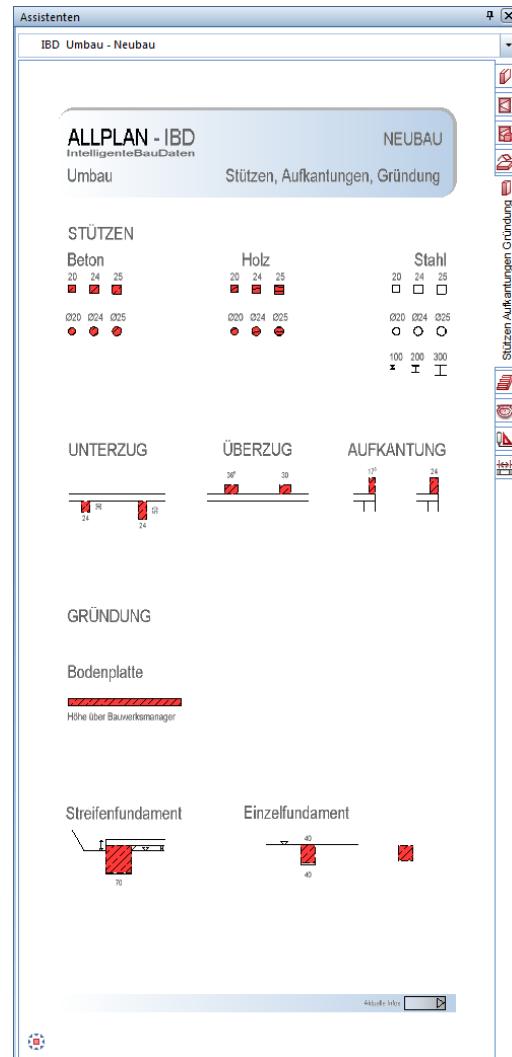 Assistenten
IBD Umbau - Neubau
ALLPLAN - IBD NEUBAU
IntelligenteBauDaten
Umbau Stützen, Aufkantungen, Gründung
Stützen Aufkantungen Gründung
STÜTZEN
Beton Holz Stahl
20 24 25 20 24 25 20 24 25
Ø20 Ø24 Ø25 Ø20 Ø24 Ø25 Ø20 Ø24 Ø25
100 200 300
UNTERZUG ÜBERZUG AUFKANTUNG
30 24
24
24
GRÜNDUNG
Bodenplatte
Höhe über Bauwerksmanager
Streifenfundament Einzelfundament
40
70 40
Aktuelle Infos